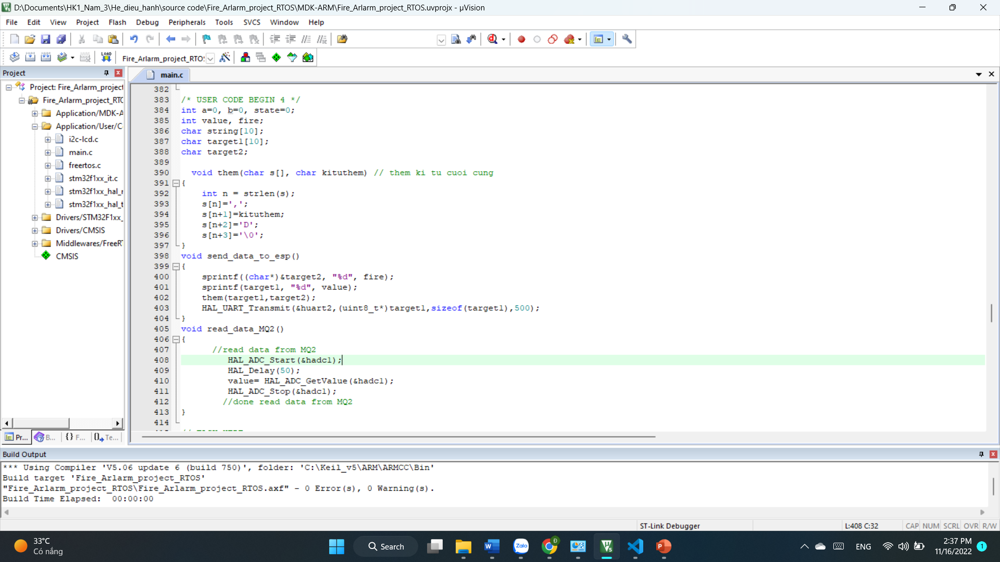 D:\Documents\HK1_Nam_3\He_dieu_hanh\source code\Fire_Arlarm_project_RTOS\MDK-ARM\Fire_Arlarm_project_RTOS.uvprojx - µVision
File Edit View Project Flash Debug Peripherals Tools SVCS Window Help
LOAD Fire_Arlarm_project_RTO
Project
main.c
Project: Fire_Arlarm_project
Fire_Arlarm_project_RTO
Application/MDK-A
Application/User/C
i2c-lcd.c
main.c
freertos.c
stm32f1xx_it.c
stm32f1xx_hal_
stm32f1xx_hal_t
Drivers/STM32F1xx_
Drivers/CMSIS
Middlewares/FreeRT
CMSIS
Pr... B... {} F... Te...
382
383 /* USER CODE BEGIN 4 */
384 int a=0, b=0, state=0;
385 int value, fire;
386 char string[10];
387 char target1[10];
388 char target2;
389
390 void them(char s[], char kituthem) // them ki tu cuoi cung
391 {
392 int n = strlen(s);
393 s[n]=',';
394 s[n+1]=kituthem;
395 s[n+2]='D';
396 s[n+3]='\0';
397 }
398 void send_data_to_esp()
399 {
400 sprintf((char*)&target2, "%d", fire);
401 sprintf(target1, "%d", value);
402 them(target1,target2);
403 HAL_UART_Transmit(&huart2,(uint8_t*)target1,sizeof(target1),500);
404 }
405 void read_data_MQ2()
406 {
407 //read data from MQ2
408 HAL_ADC_Start(&hadc1);
409 HAL_Delay(50);
410 value= HAL_ADC_GetValue(&hadc1);
411 HAL_ADC_Stop(&hadc1);
412 //done read data from MQ2
413 }
414
Build Output
*** Using Compiler 'V5.06 update 6 (build 750)', folder: 'C:\Keil_v5\ARM\ARMCC\Bin'
Build target 'Fire_Arlarm_project_RTOS'
"Fire_Arlarm_project_RTOS\Fire_Arlarm_project_RTOS.axf" - 0 Error(s), 0 Warning(s).
Build Time Elapsed: 00:00:00
ST-Link Debugger L:408 C:32 CAP NUM SCRL OVR R/W
33°C
Có nắng
Search
Zalo
ENG
2:37 PM
11/16/2022
1